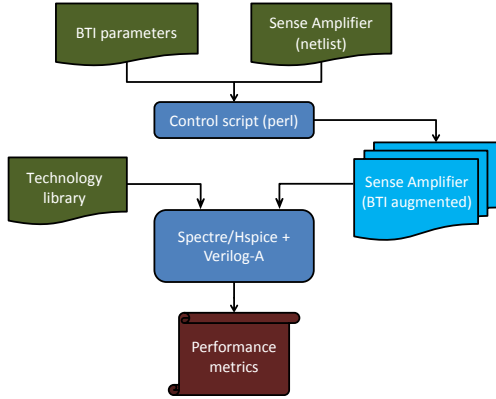 BTI parameters
Sense Amplifier
(netlist)
Control script (perl)
Technology
library
Sense Amplifier
(BTI augmented)
Spectre/Hspice +
Verilog-A
Performance
metrics